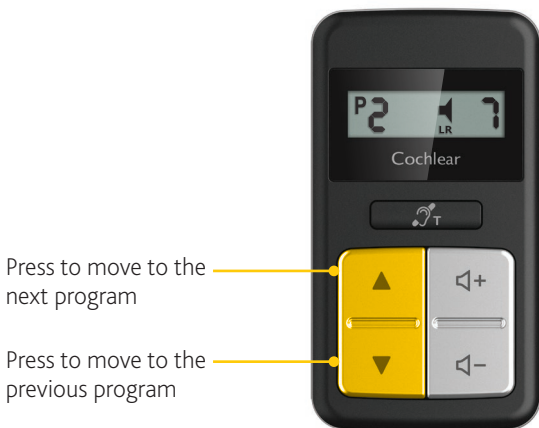 P2 LR 7
Cochlear
T
Press to move to the
next program
+
Press to move to the
previous program
-